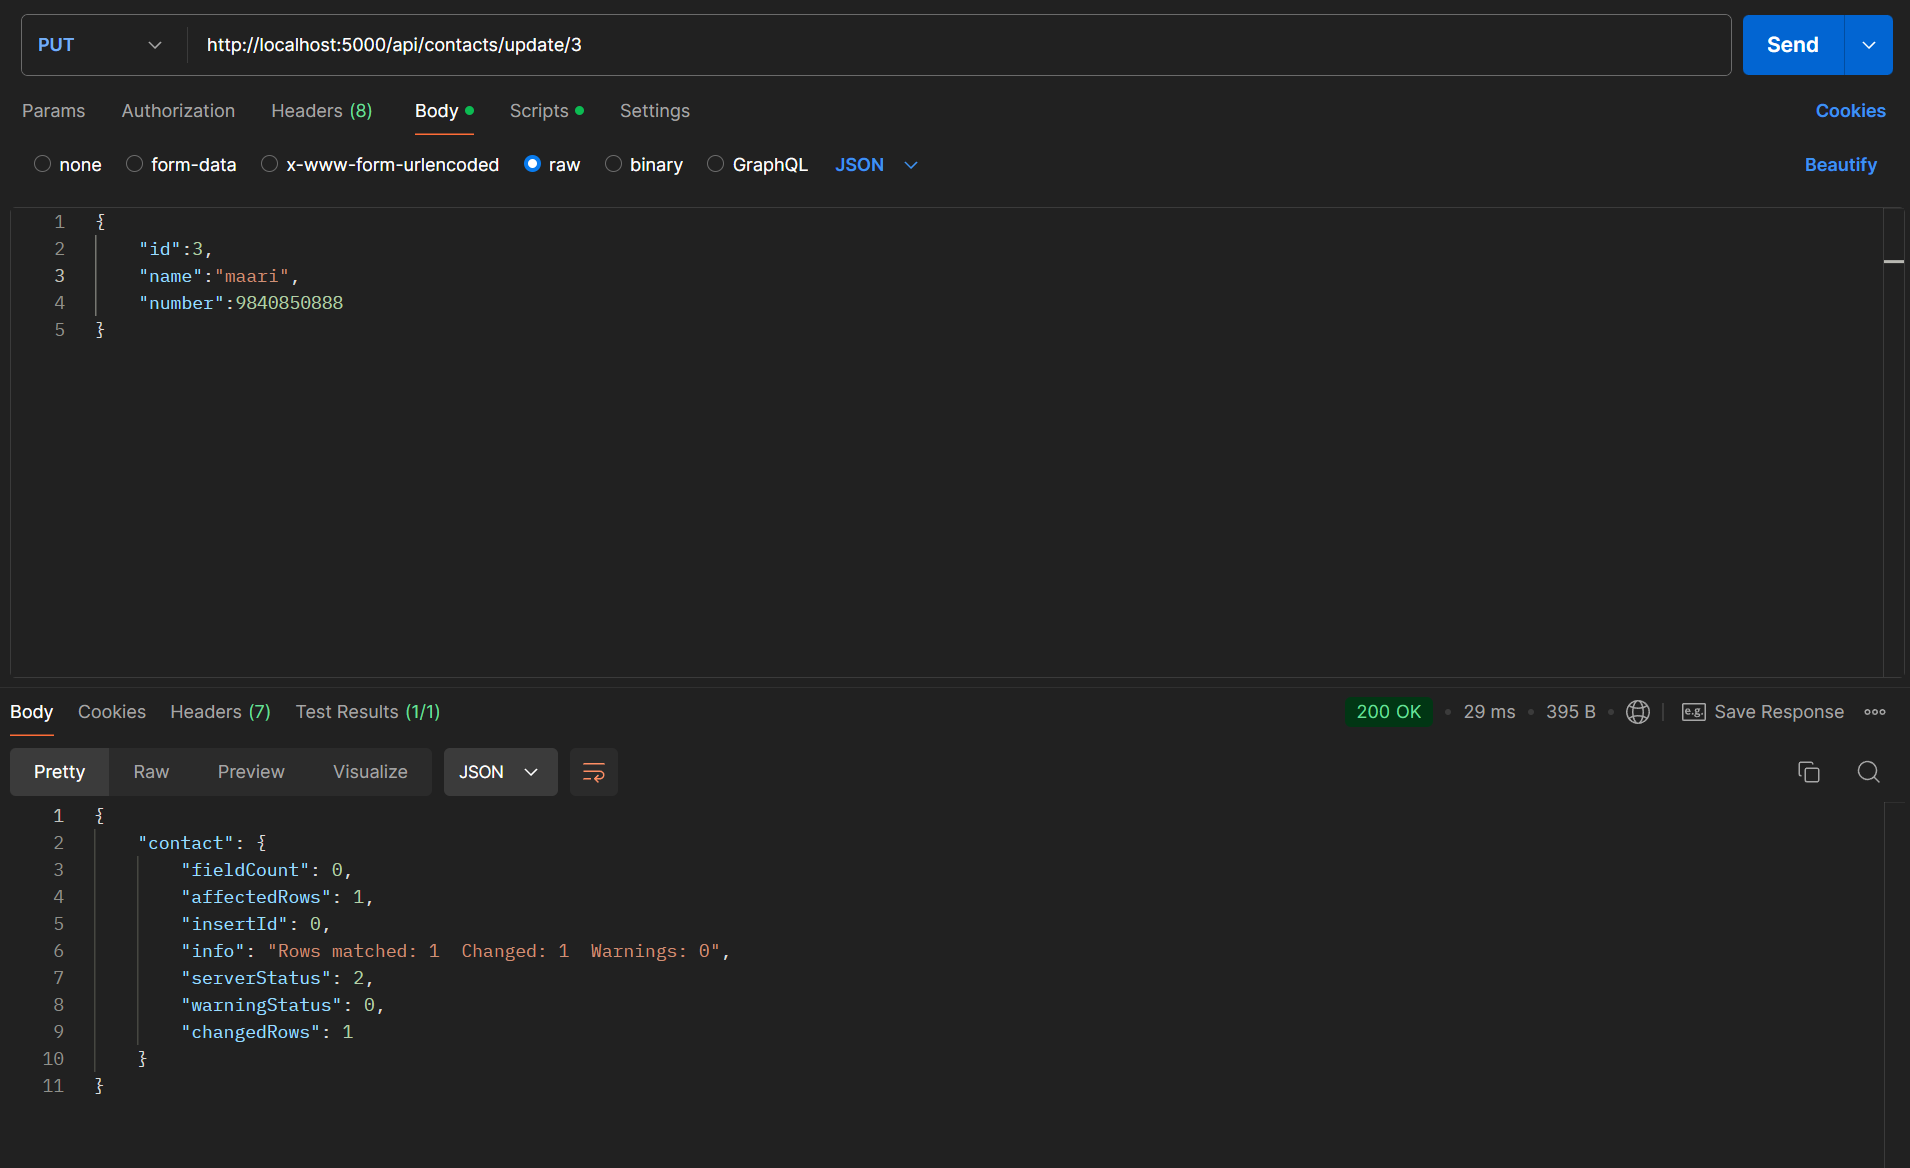 PUT http://localhost:5000/api/contacts/update/3 Send
Params Authorization Headers (8) Body Scripts Settings Cookies
none form-data x-www-form-urlencoded raw binary GraphQL JSON Beautify
1 {
2 "id":3,
3 "name":"maari",
4 "number":9840850888
5 }
Body Cookies Headers (7) Test Results (1/1) 200 OK 29 ms 395 B e.g. Save Response
Pretty Raw Preview Visualize JSON
1 {
2 "contact": {
3 "fieldCount": 0,
4 "affectedRows": 1,
5 "insertId": 0,
6 "info": "Rows matched: 1  Changed: 1  Warnings: 0",
7 "serverStatus": 2,
8 "warningStatus": 0,
9 "changedRows": 1
10 }
11 }